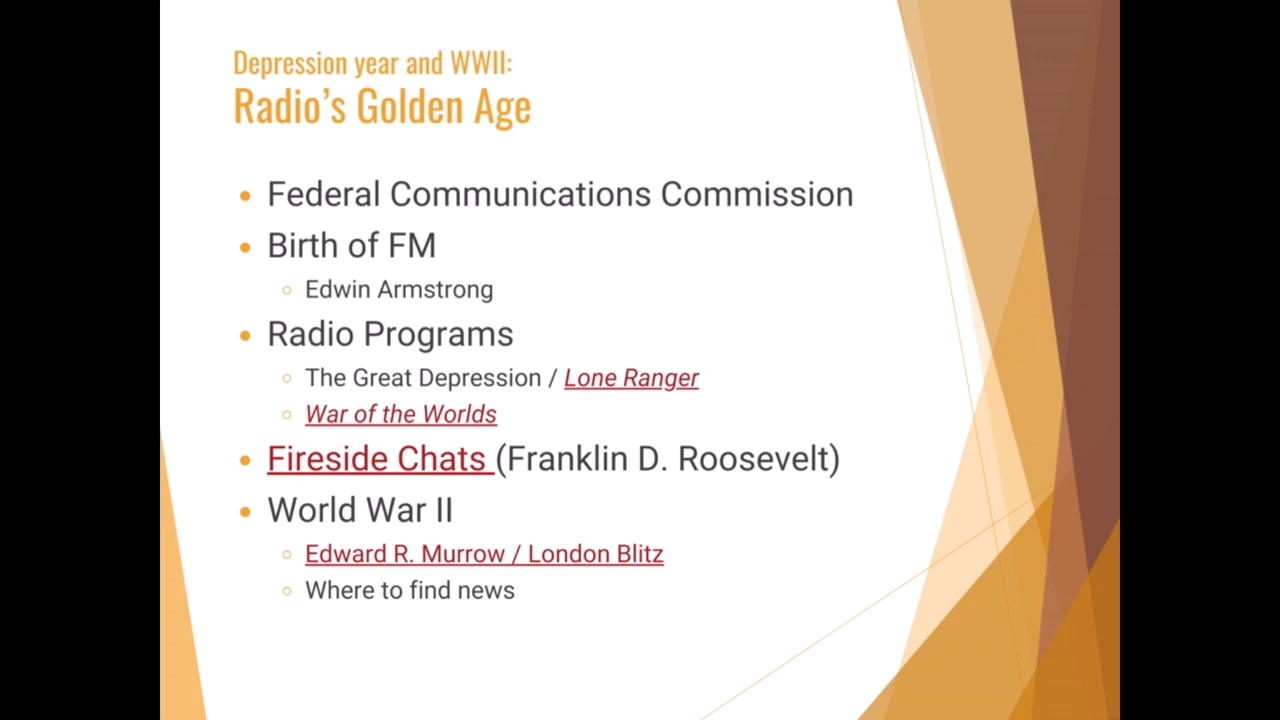 Depression year and WWII:
Radio’s Golden Age
Federal Communications Commission
Birth of FM
Edwin Armstrong
Radio Programs
The Great Depression / Lone Ranger
War of the Worlds
Fireside Chats (Franklin D. Roosevelt)
World War II
Edward R. Murrow / London Blitz
Where to find news